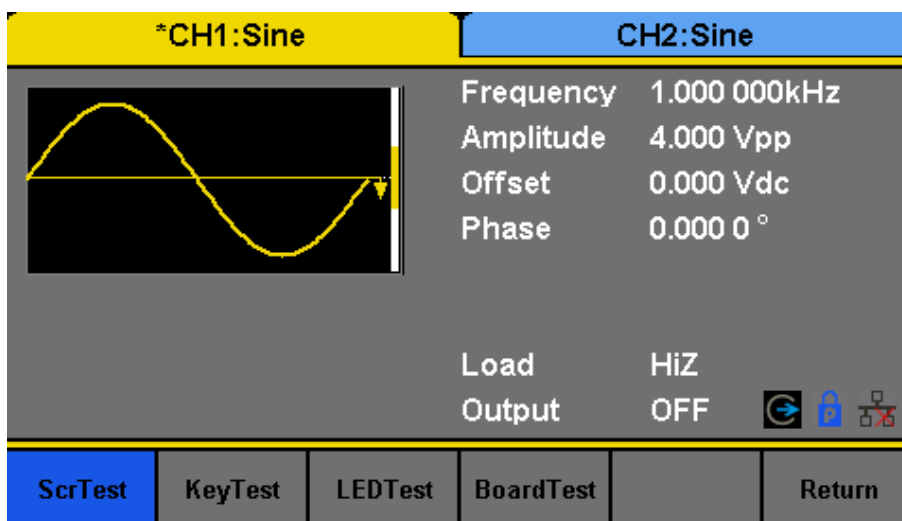 *CH1:Sine CH2:Sine
Frequency 1.000 000kHz
Amplitude 4.000 Vpp
Offset 0.000 Vdc
Phase 0.000 0 °
Load HiZ
Output OFF P
ScrTest KeyTest LEDTest BoardTest Return